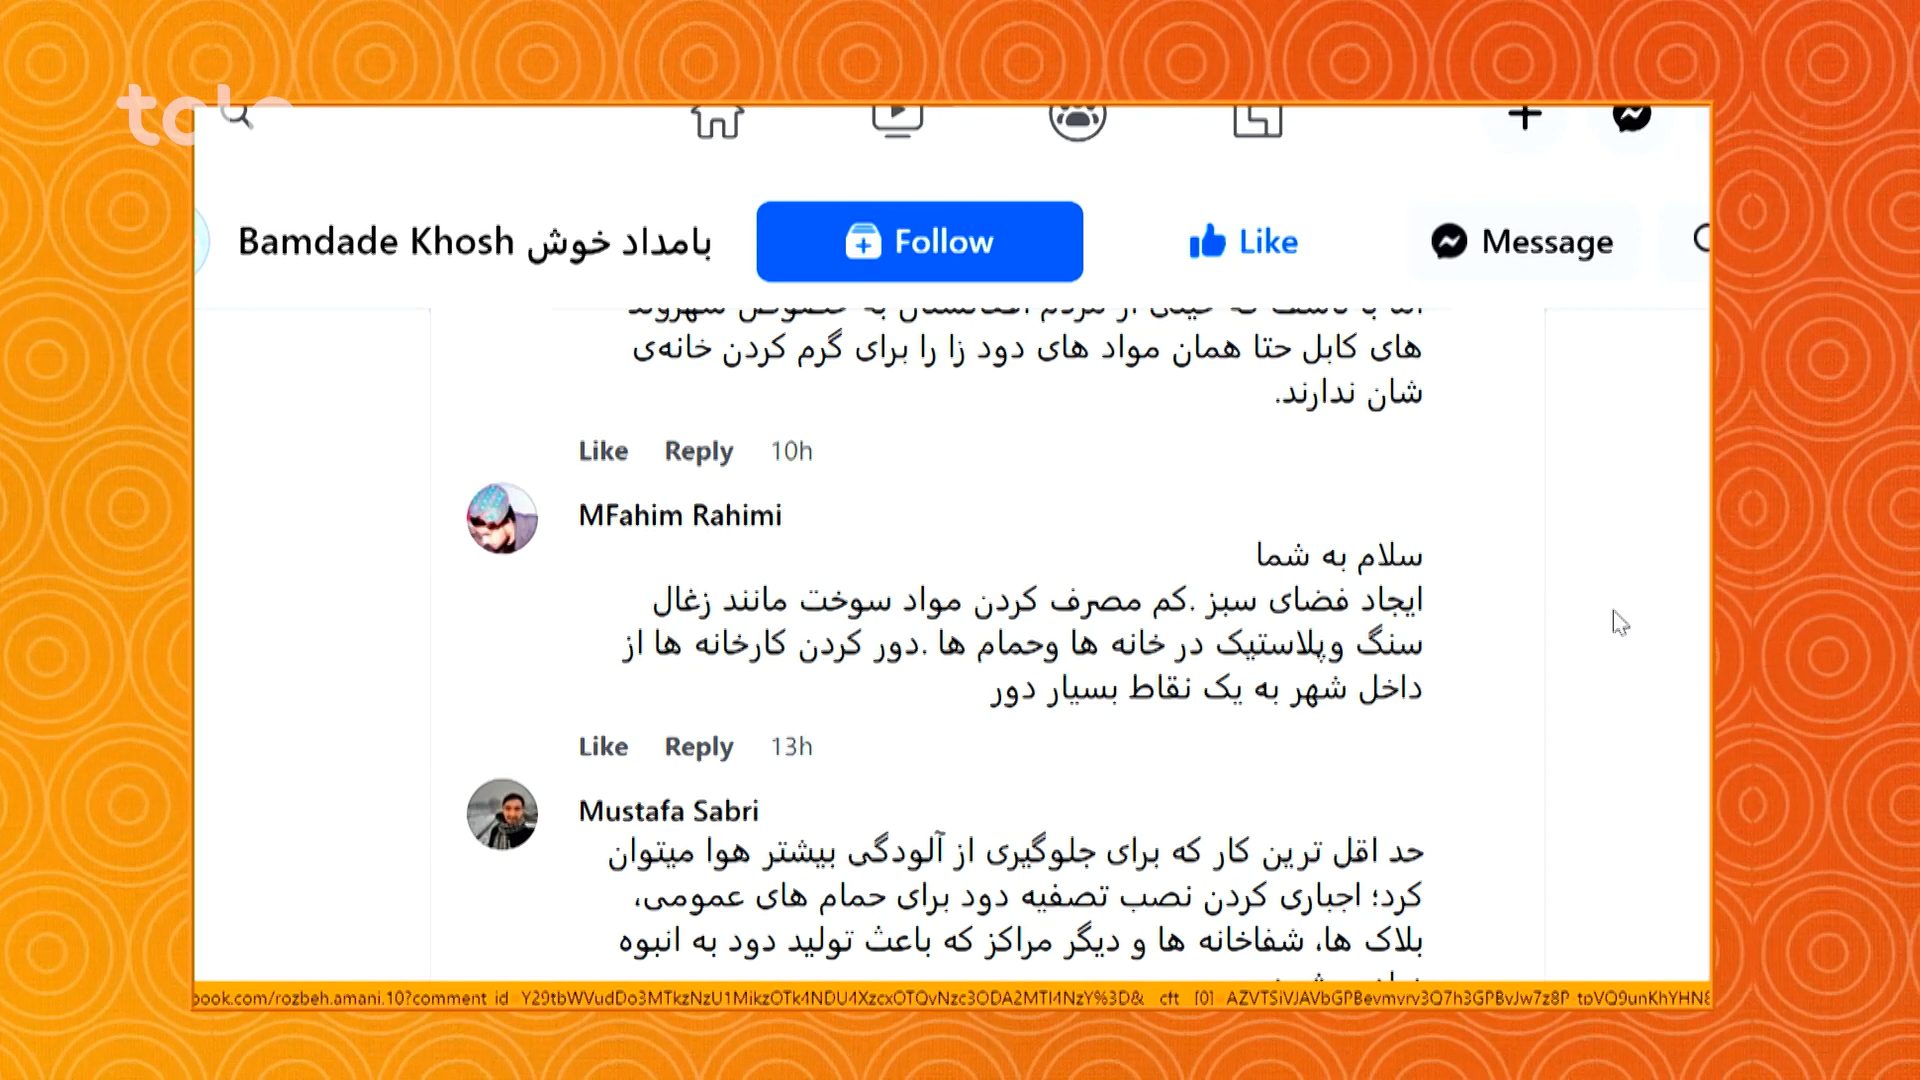 Bamdade Khosh بامداد خوش
Follow
Like
Message
های کابل حتا همان مواد های دود زا را برای گرم کردن خانه‌ی
شان ندارند.
Like Reply 10h
MFahim Rahimi
سلام به شما
ایجاد فضای سبز .کم مصرف کردن مواد سوخت مانند زغال
سنگ وپلاستیک در خانه ها وحمام ها .دور کردن کارخانه ها از
داخل شهر به یک نقاط بسیار دور
Like Reply 13h
Mustafa Sabri
حد اقل ترین کار که برای جلوگیری از آلودگی بیشتر هوا میتوان
کرد؛ اجباری کردن نصب تصفیه دود برای حمام های عمومی،
بلاک ها، شفاخانه ها و دیگر مراکز که باعث تولید دود به انبوه